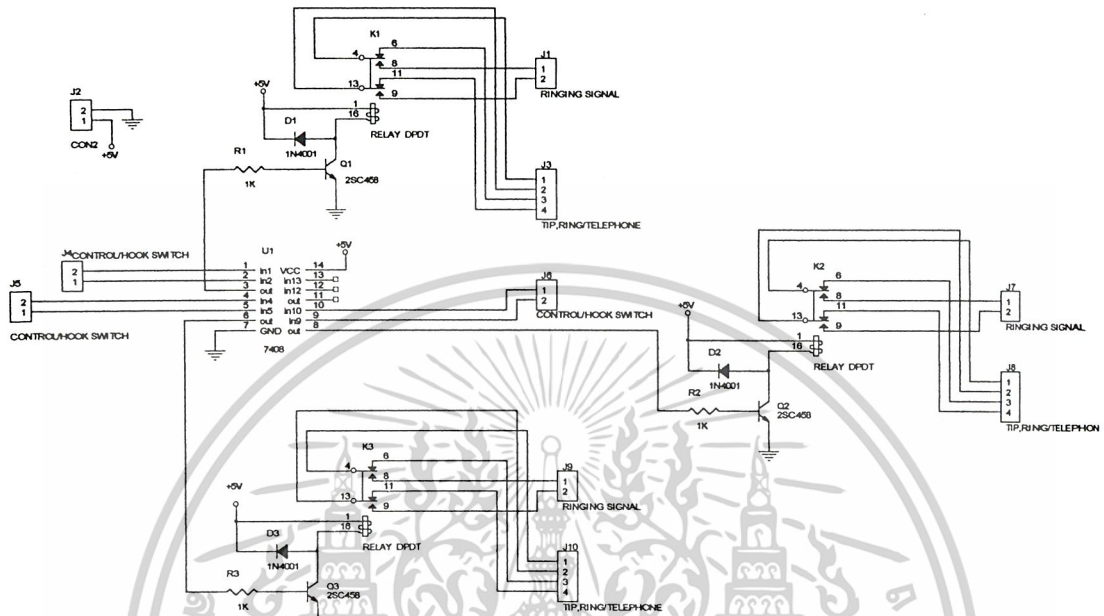 K1
6
4
8
11
13
9
J1
1
2
RINGING SIGNAL
+5V
1
16
RELAY DPDT
J2
2
1
CON2
+5V
D1
1N4001
R1
1K
Q1
2SC458
J3
1
2
3
4
TIP,RING/TELEPHONE
J4 CONTROL/HOOK SWITCH
2
1
J5
2
1
CONTROL/HOOK SWITCH
U1
+5V
1 In1 VCC 14
2 In2 In13 13
3 out In12 12
4 In4 out 11
5 In5 In10 10
6 out In9 9
7 GND out 8
7408
J6
1
2
CONTROL/HOOK SWITCH
K2
6
4
8
11
13
9
J7
1
2
RINGING SIGNAL
+5V
1
16
RELAY DPDT
D2
1N4001
R2
1K
Q2
2SC458
J8
1
2
3
4
TIP,RING/TELEPHON
K3
6
4
8
11
13
9
J9
1
2
RINGING SIGNAL
+5V
1
16
RELAY DPDT
D3
1N4001
R3
1K
Q3
2SC458
J10
1
2
3
4
TIP,RING/TELEPHONE